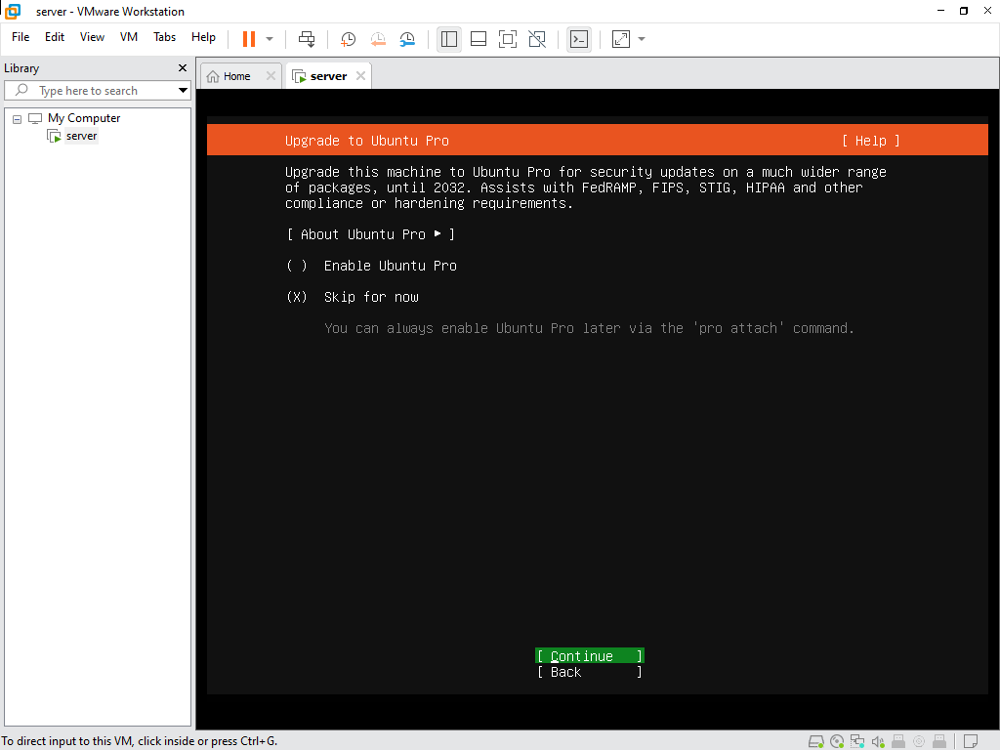 server - VMware Workstation
File Edit View VM Tabs Help
Library
Type here to search
My Computer
server
Home
server
Upgrade to Ubuntu Pro [ Help ]
Upgrade this machine to Ubuntu Pro for security updates on a much wider range
of packages, until 2032. Assists with FedRAMP, FIPS, STIG, HIPAA and other
compliance or hardening requirements.
[ About Ubuntu Pro ▸ ]
( ) Enable Ubuntu Pro
(X) Skip for now
You can always enable Ubuntu Pro later via the 'pro attach' command.
[ Continue ]
[ Back ]
To direct input to this VM, click inside or press Ctrl+G.